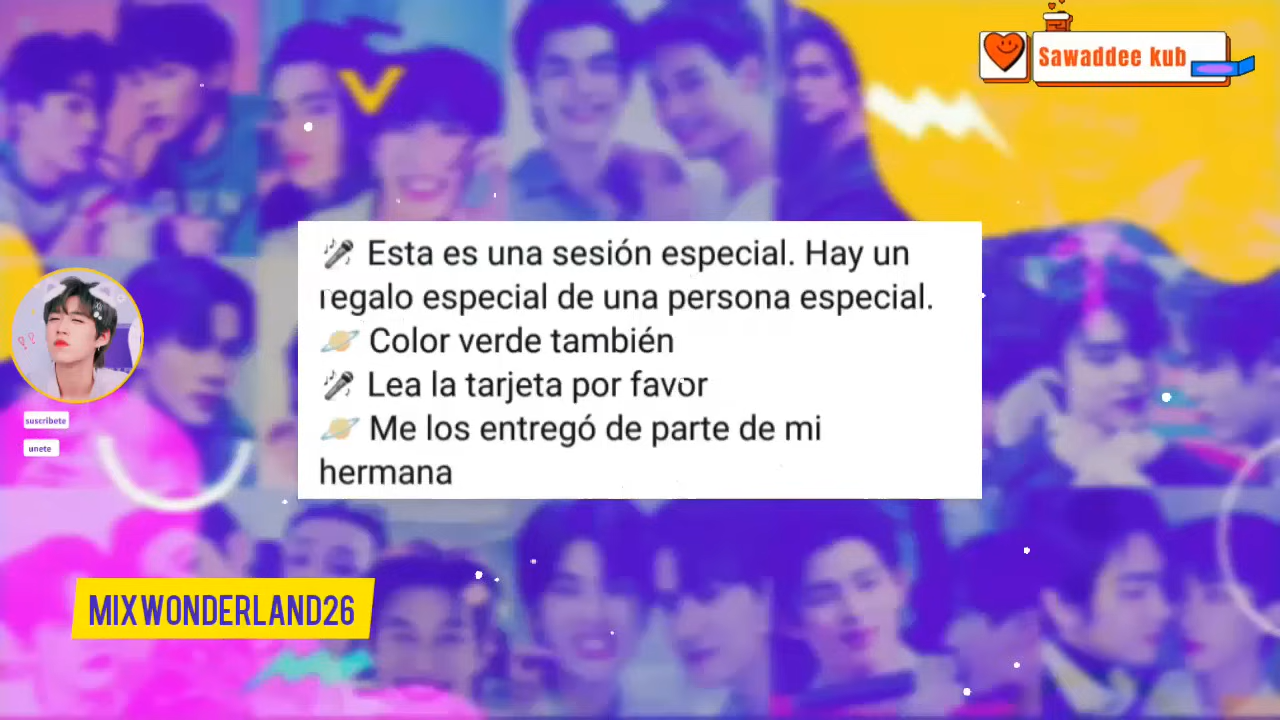 Sawaddee kub
🎤 Esta es una sesión especial. Hay un
regalo especial de una persona especial.
🪐 Color verde también
🎤 Lea la tarjeta por favor
🪐 Me los entregó de parte de mi
hermana
suscribete
unete
MIXWONDERLAND26